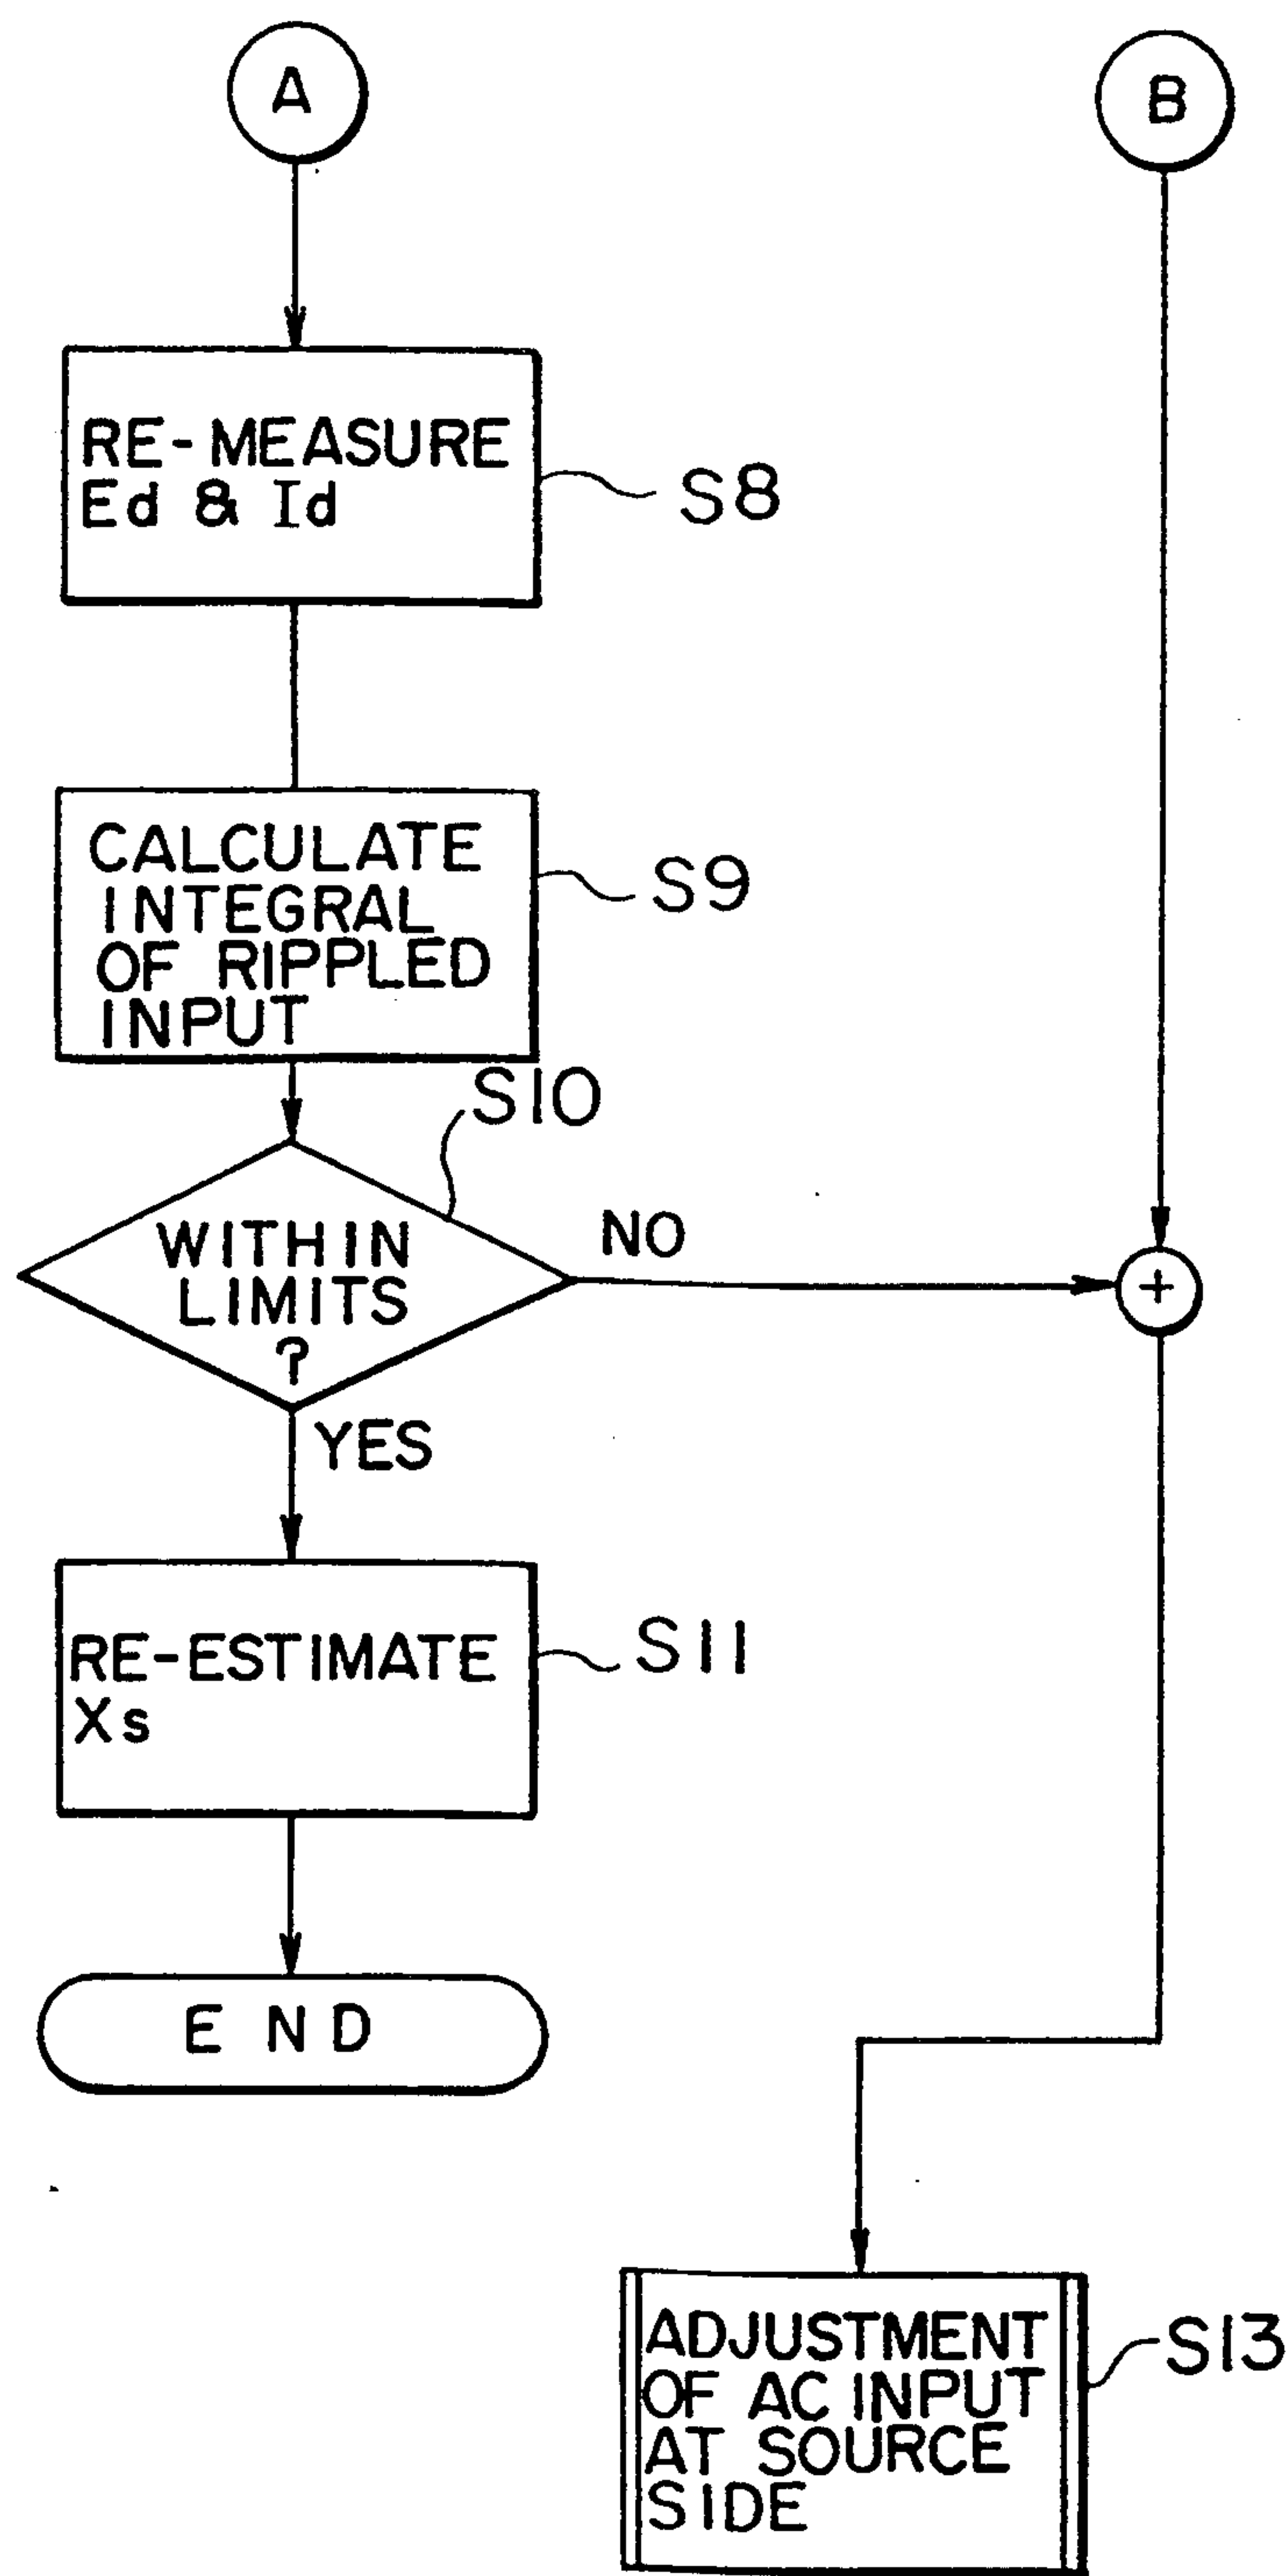 A
B
RE-MEASURE
Ed & Id
S8
CALCULATE
INTEGRAL
OF RIPPLED
INPUT
S9
S10
WITHIN
LIMITS
?
NO
+
YES
RE-ESTIMATE
Xs
S11
END
ADJUSTMENT
OF AC INPUT
AT SOURCE
SIDE
S13